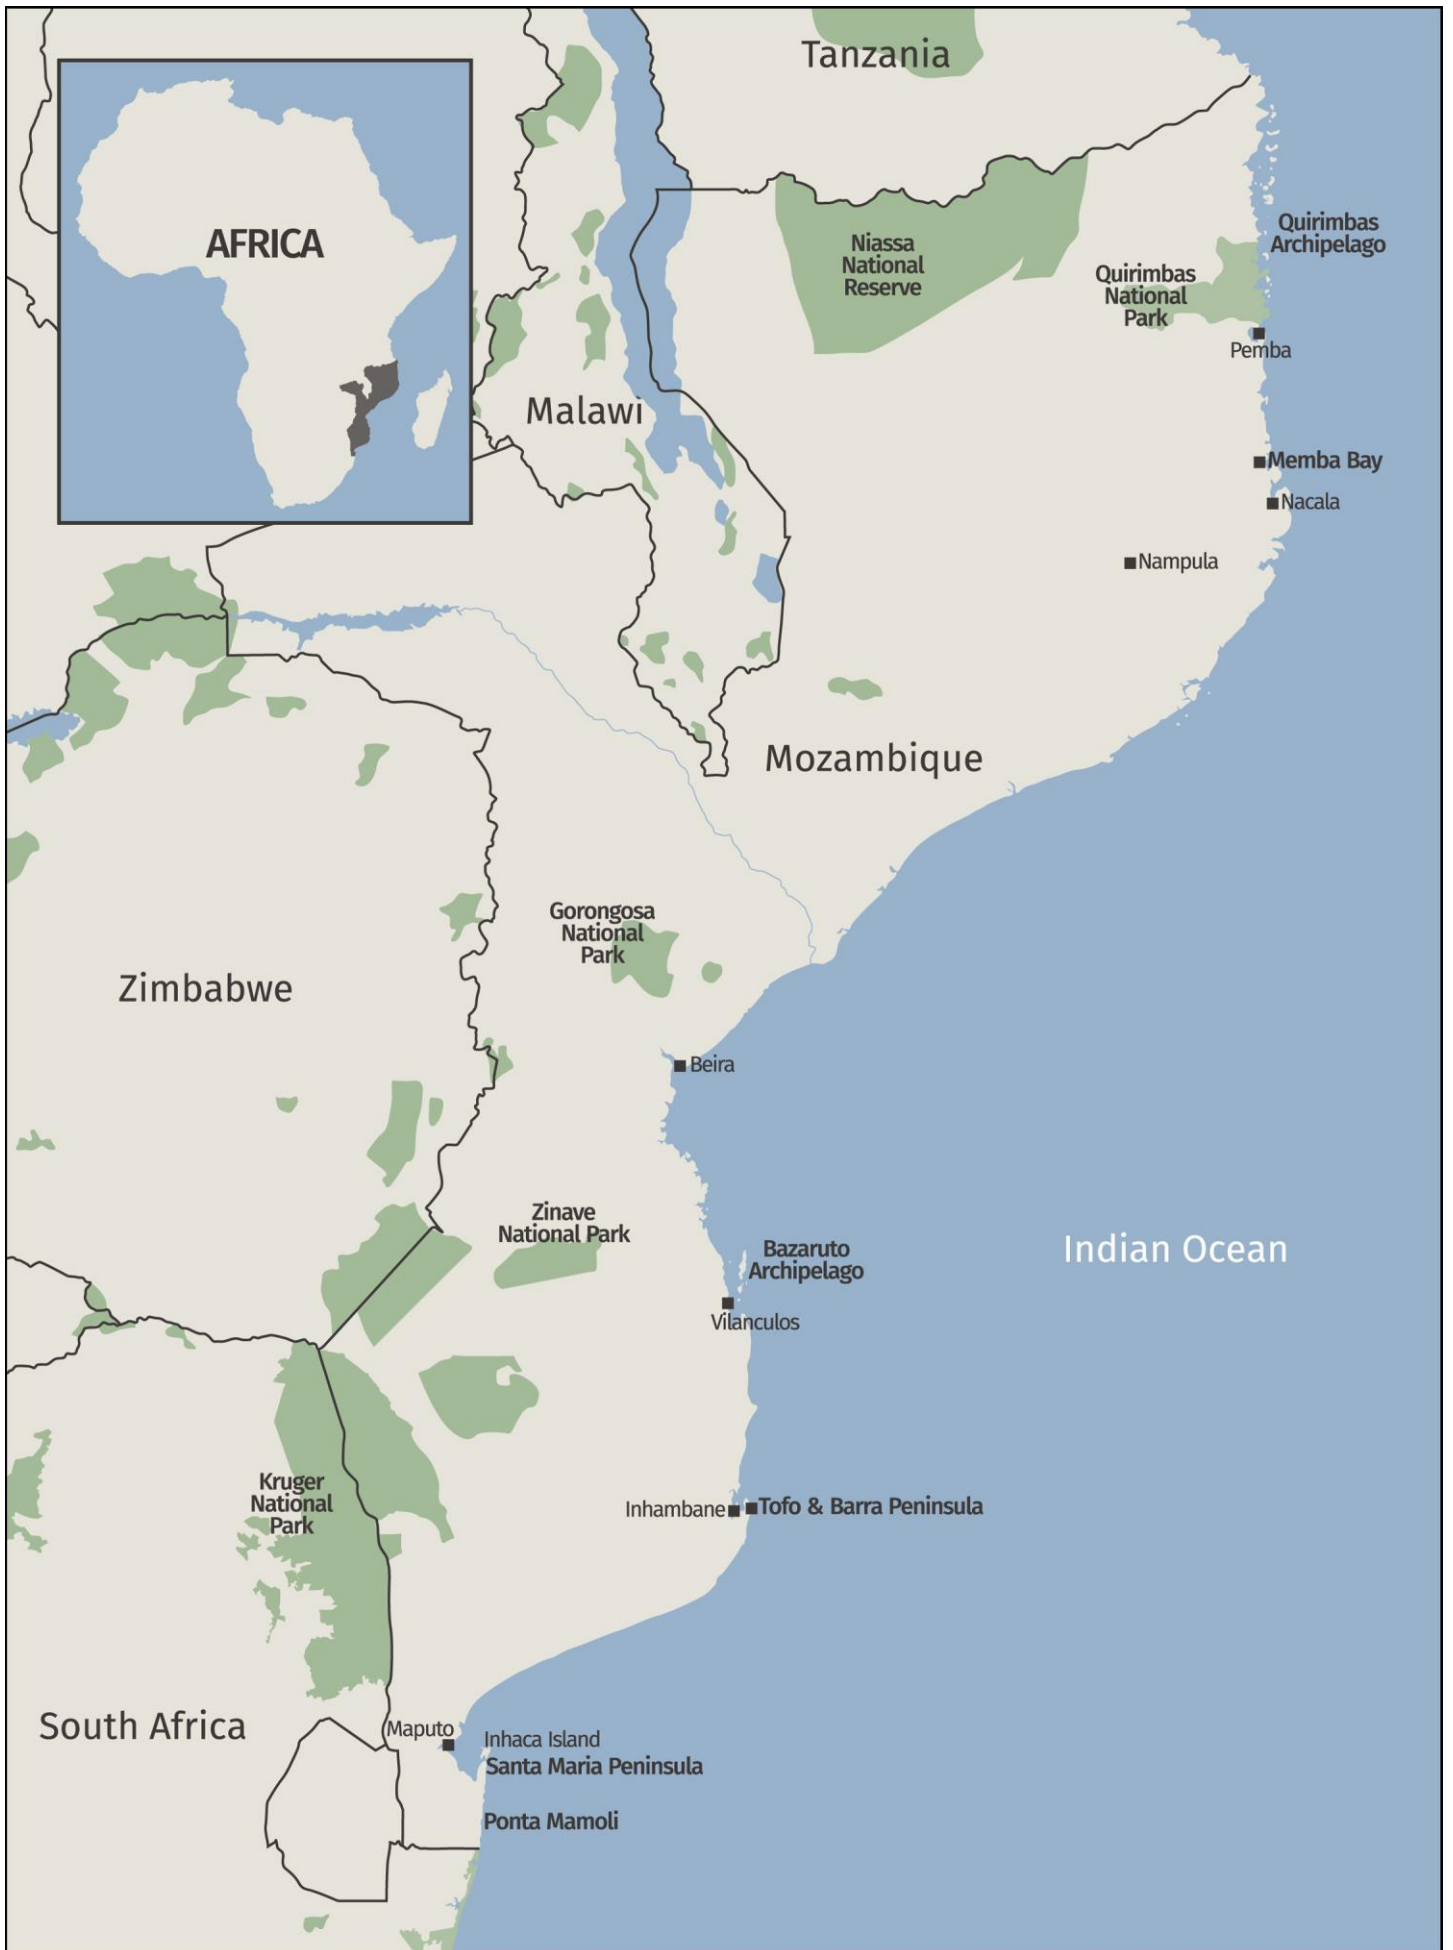 Tanzania
AFRICA
Niassa
National
Reserve
Quirimbas
Archipelago
Quirimbas
National
Park
Pemba
Malawi
Memba Bay
Nacala
Nampula
Mozambique
Gorongosa
National
Park
Zimbabwe
Beira
Zinave
National Park
Bazaruto
Archipelago
Indian Ocean
Vilanculos
Kruger
National
Park
Inhambane
Tofo & Barra Peninsula
South Africa
Maputo
Inhaca Island
Santa Maria Peninsula
Ponta Mamoli